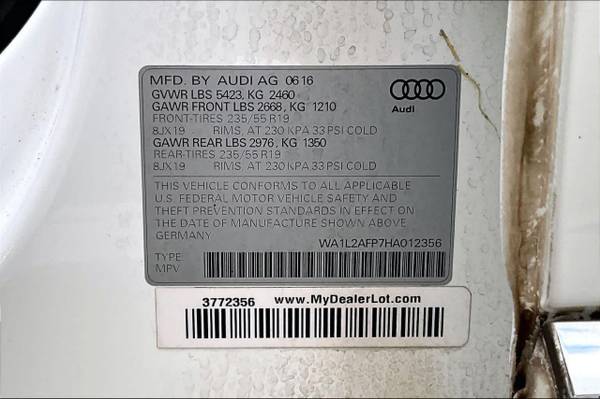 MFD. BY AUDI AG 0616
GVWR LBS 5423, KG 2460
GAWR FRONT LBS 2668, KG 1210
FRONT-TIRES 235/55 R19
8JX19 RIMS, AT 230 KPA 33 PSI COLD
GAWR REAR LBS 2976, KG 1350
REAR-TIRES 235/55 R19
8JX19 RIMS, AT 230 KPA 33 PSI COLD
Audi
THIS VEHICLE CONFORMS TO ALL APPLICABLE
U.S. FEDERAL MOTOR VEHICLE SAFETY AND
THEFT PREVENTION STANDARDS IN EFFECT ON
THE DATE OF MANUFACTURE SHOWN ABOVE.
GERMANY WA1L2AFP7HA012356
TYPE:
MPV
3772356 www.MyDealerLot.com